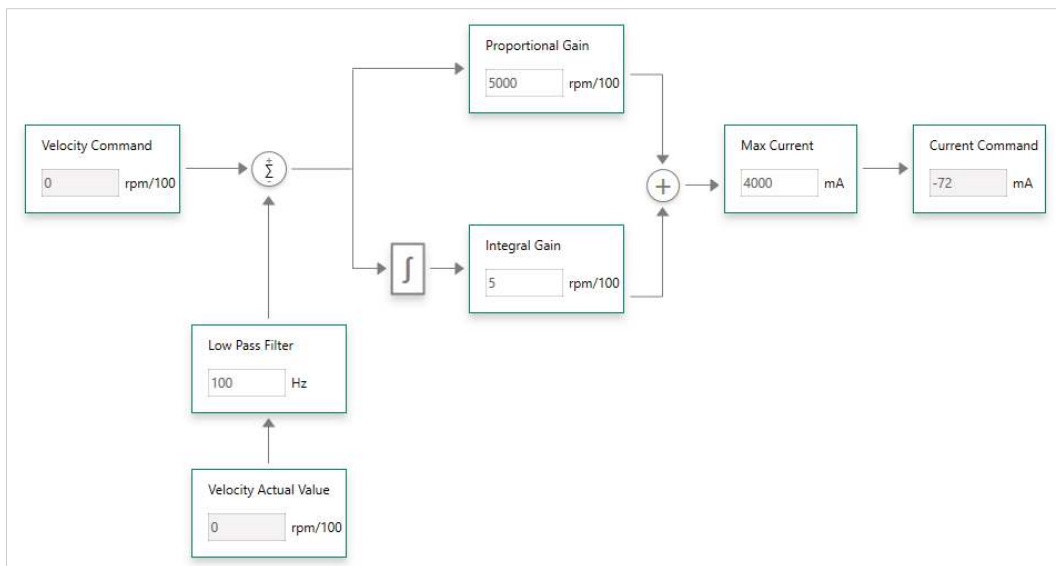 Proportional Gain
5000 rpm/100
Velocity Command
0 rpm/100
+
Σ
-
Max Current
4000 mA
Current Command
-72 mA
+
∫
Integral Gain
5 rpm/100
Low Pass Filter
100 Hz
Velocity Actual Value
0 rpm/100